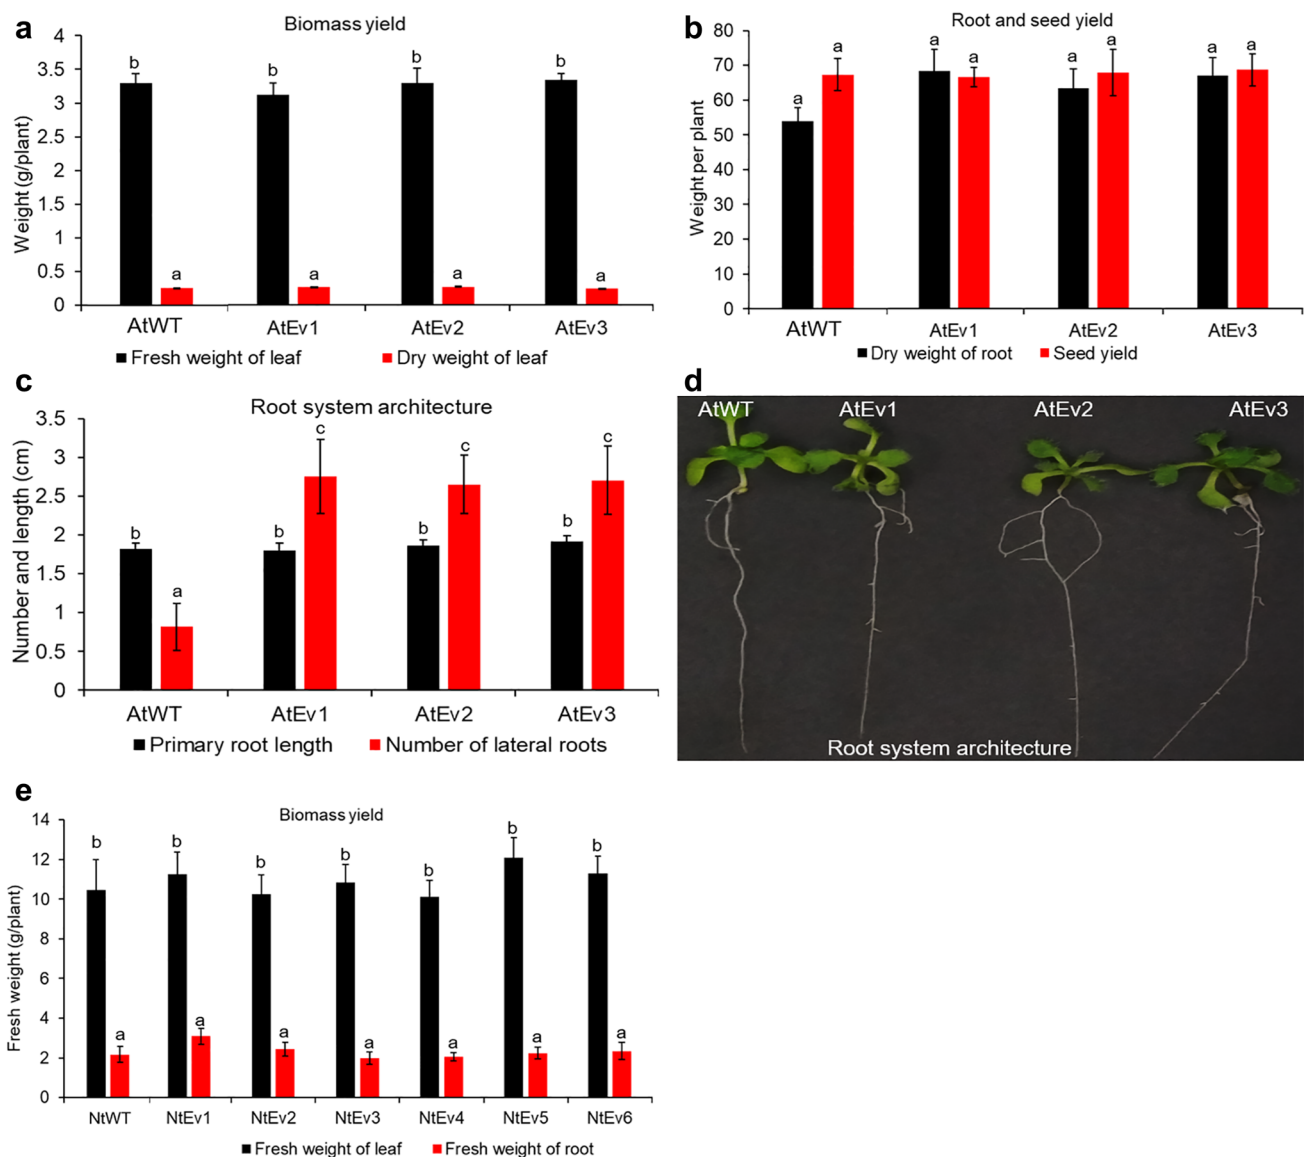 a
Biomass yield
Weight (g/plant)
4
3.5
3
2.5
2
1.5
1
0.5
0
b
a
b
a
b
a
b
a
AtWT AtEv1 AtEv2 AtEv3
Fresh weight of leaf Dry weight of leaf
b
Root and seed yield
Weight per plant
80
70
60
50
40
30
20
10
0
a
a
a
a
a
a
a
a
AtWT AtEv1 AtEv2 AtEv3
Dry weight of root Seed yield
c
Root system architecture
Number and length (cm)
3.5
3
2.5
2
1.5
1
0.5
0
b
a
b
c
b
c
b
c
AtWT AtEv1 AtEv2 AtEv3
Primary root length Number of lateral roots
d
AtWT AtEv1 AtEv2 AtEv3
Root system architecture
e
Biomass yield
Fresh weight (g/plant)
14
12
10
8
6
4
2
0
b
a
b
a
b
a
b
a
b
a
b
a
b
a
NtWT NtEv1 NtEv2 NtEv3 NtEv4 NtEv5 NtEv6
Fresh weight of leaf Fresh weight of root